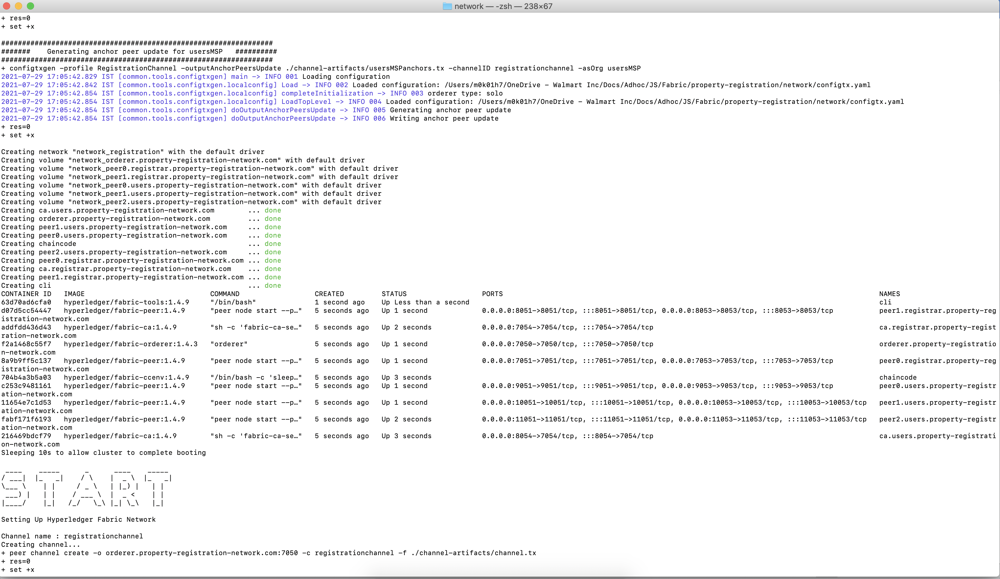 network — -zsh — 238×67
+ res=0
+ set +x
#################################################################
#######    Generating anchor peer update for usersMSP   ##########
#################################################################
+ configtxgen -profile RegistrationChannel -outputAnchorPeersUpdate ./channel-artifacts/usersMSPanchors.tx -channelID registrationchannel -asOrg usersMSP
2021-07-29 17:05:42.829 IST [common.tools.configtxgen] main -> INFO 001 Loading configuration
2021-07-29 17:05:42.842 IST [common.tools.configtxgen.localconfig] Load -> INFO 002 Loaded configuration: /Users/m0k01h7/OneDrive - Walmart Inc/Docs/Adhoc/JS/Fabric/property-registration/network/configtx.yaml
2021-07-29 17:05:42.854 IST [common.tools.configtxgen.localconfig] completeInitialization -> INFO 003 orderer type: solo
2021-07-29 17:05:42.854 IST [common.tools.configtxgen.localconfig] LoadTopLevel -> INFO 004 Loaded configuration: /Users/m0k01h7/OneDrive - Walmart Inc/Docs/Adhoc/JS/Fabric/property-registration/network/configtx.yaml
2021-07-29 17:05:42.854 IST [common.tools.configtxgen] doOutputAnchorPeersUpdate -> INFO 005 Generating anchor peer update
2021-07-29 17:05:42.854 IST [common.tools.configtxgen] doOutputAnchorPeersUpdate -> INFO 006 Writing anchor peer update
+ res=0
+ set +x
Creating network "network_registration" with the default driver
Creating volume "network_orderer.property-registration-network.com" with default driver
Creating volume "network_peer0.registrar.property-registration-network.com" with default driver
Creating volume "network_peer1.registrar.property-registration-network.com" with default driver
Creating volume "network_peer0.users.property-registration-network.com" with default driver
Creating volume "network_peer1.users.property-registration-network.com" with default driver
Creating volume "network_peer2.users.property-registration-network.com" with default driver
Creating ca.users.property-registration-network.com        ... done
Creating orderer.property-registration-network.com         ... done
Creating peer1.users.property-registration-network.com     ... done
Creating peer0.users.property-registration-network.com     ... done
Creating chaincode                                         ... done
Creating peer2.users.property-registration-network.com     ... done
Creating peer0.registrar.property-registration-network.com ... done
Creating ca.registrar.property-registration-network.com    ... done
Creating peer1.registrar.property-registration-network.com ... done
Creating cli                                               ... done
CONTAINER ID   IMAGE                              COMMAND                  CREATED         STATUS                  PORTS                                                                                          NAMES
63d70ad6cfa0   hyperledger/fabric-tools:1.4.9     "/bin/bash"              1 second ago    Up Less than a second                                                                                                  cli
d07d5cc54447   hyperledger/fabric-peer:1.4.9      "peer node start --p…"   5 seconds ago   Up 1 second             0.0.0.0:8051->8051/tcp, :::8051->8051/tcp, 0.0.0.0:8053->8053/tcp, :::8053->8053/tcp           peer1.registrar.property-reg
istration-network.com
addfdd436d43   hyperledger/fabric-ca:1.4.9        "sh -c 'fabric-ca-se…"   5 seconds ago   Up 2 seconds            0.0.0.0:7054->7054/tcp, :::7054->7054/tcp                                                      ca.registrar.property-regist
ration-network.com
f2a1468c55f7   hyperledger/fabric-orderer:1.4.3   "orderer"                5 seconds ago   Up 1 second             0.0.0.0:7050->7050/tcp, :::7050->7050/tcp                                                      orderer.property-registratio
n-network.com
8a9b9ff5c137   hyperledger/fabric-peer:1.4.9      "peer node start --p…"   5 seconds ago   Up 1 second             0.0.0.0:7051->7051/tcp, :::7051->7051/tcp, 0.0.0.0:7053->7053/tcp, :::7053->7053/tcp           peer0.registrar.property-reg
istration-network.com
704b4a3b5a03   hyperledger/fabric-ccenv:1.4.9     "/bin/bash -c 'sleep…"   5 seconds ago   Up 3 seconds                                                                                                           chaincode
c253c9481161   hyperledger/fabric-peer:1.4.9      "peer node start --p…"   5 seconds ago   Up 1 second             0.0.0.0:9051->9051/tcp, :::9051->9051/tcp, 0.0.0.0:9053->9053/tcp, :::9053->9053/tcp           peer0.users.property-registr
ation-network.com
11654e7c1d53   hyperledger/fabric-peer:1.4.9      "peer node start --p…"   5 seconds ago   Up 1 second             0.0.0.0:10051->10051/tcp, :::10051->10051/tcp, 0.0.0.0:10053->10053/tcp, :::10053->10053/tcp   peer1.users.property-registr
ation-network.com
fabf171f6193   hyperledger/fabric-peer:1.4.9      "peer node start --p…"   5 seconds ago   Up 2 seconds            0.0.0.0:11051->11051/tcp, :::11051->11051/tcp, 0.0.0.0:11053->11053/tcp, :::11053->11053/tcp   peer2.users.property-registr
ation-network.com
216469bdcf79   hyperledger/fabric-ca:1.4.9        "sh -c 'fabric-ca-se…"   5 seconds ago   Up 3 seconds            0.0.0.0:8054->7054/tcp, :::8054->7054/tcp                                                      ca.users.property-registrati
on-network.com
Sleeping 10s to allow cluster to complete booting
START
Setting Up Hyperledger Fabric Network
Channel name : registrationchannel
Creating channel...
+ peer channel create -o orderer.property-registration-network.com:7050 -c registrationchannel -f ./channel-artifacts/channel.tx
+ res=0
+ set +x